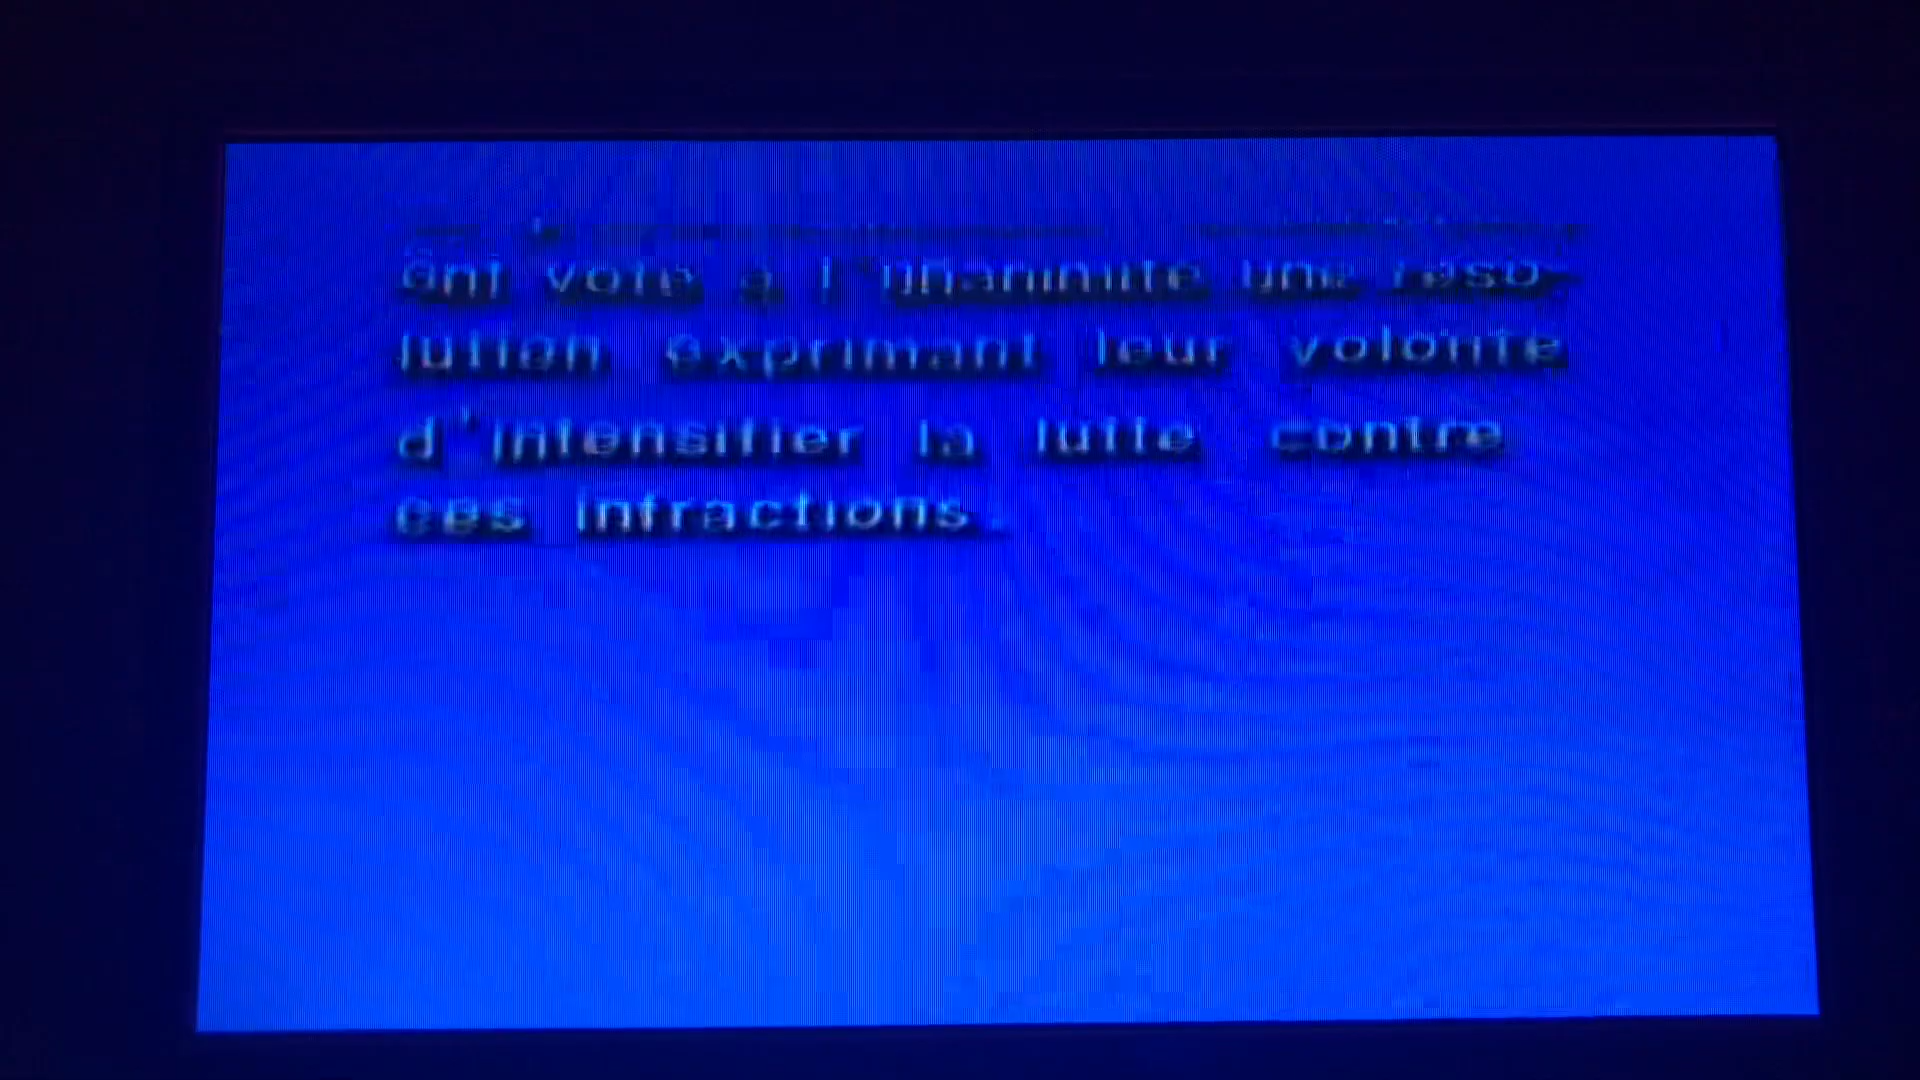 ont voté à l'unanimité une réso-
lution exprimant leur volonté
d'intensifier la lutte contre
ces infractions.